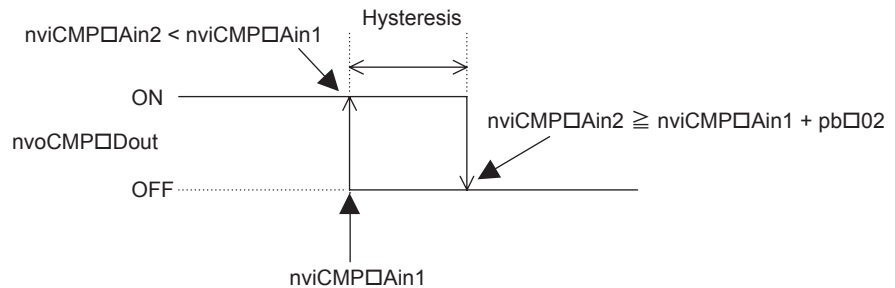 Hysteresis
nviCMP□Ain2 < nviCMP□Ain1
ON
nviCMP□Ain2 ≧ nviCMP□Ain1 + pb□02
nvoCMP□Dout
OFF
nviCMP□Ain1